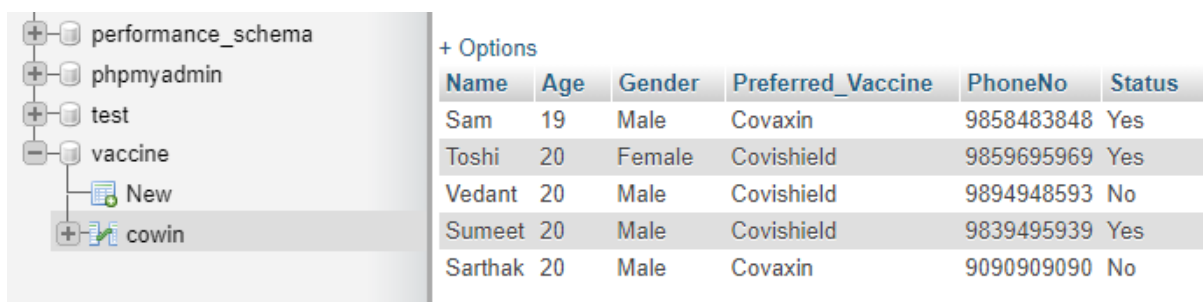 performance_schema
phpmyadmin
test
vaccine
New
cowin
+ Options
Name Age Gender Preferred_Vaccine PhoneNo Status
Sam 19 Male Covaxin 9858483848 Yes
Toshi 20 Female Covishield 9859695969 Yes
Vedant 20 Male Covishield 9894948593 No
Sumeet 20 Male Covishield 9839495939 Yes
Sarthak 20 Male Covaxin 9090909090 No